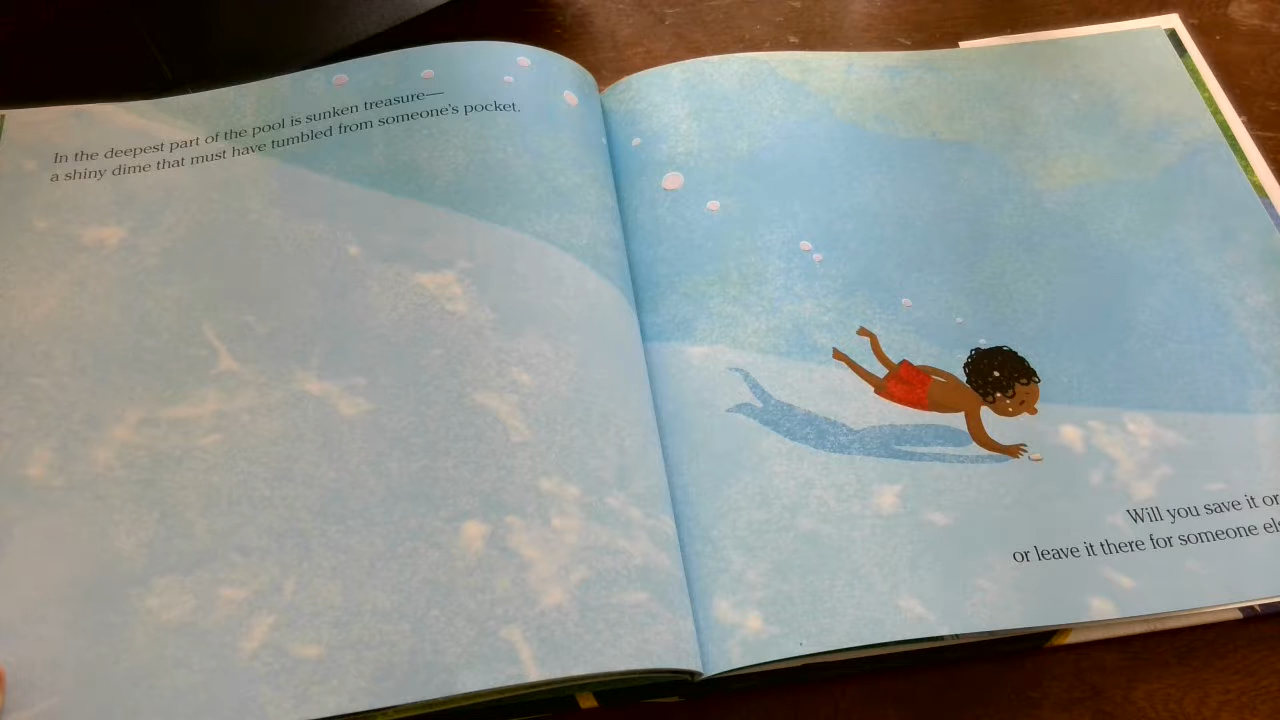 In the deepest part of the pool is sunken treasure—
a shiny dime that must have tumbled from someone's pocket.
Will you save it or
or leave it there for someone